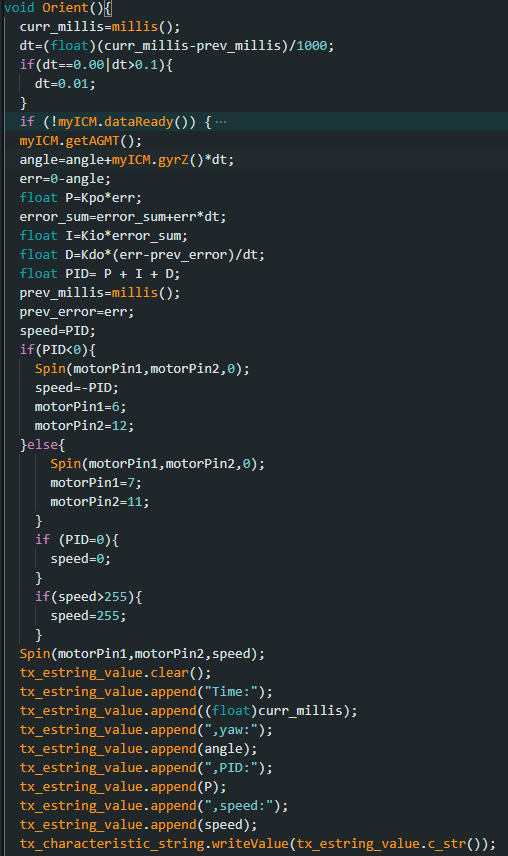 void Orient(){
curr_millis=millis();
dt=(float)(curr_millis-prev_millis)/1000;
if(dt==0.00|dt>0.1){
dt=0.01;
}
if (!myICM.dataReady()) { ···
myICM.getAGMT();
angle=angle+myICM.gyrZ()*dt;
err=0-angle;
float P=Kpo*err;
error_sum=error_sum+err*dt;
float I=Kio*error_sum;
float D=Kdo*(err-prev_error)/dt;
float PID= P + I + D;
prev_millis=millis();
prev_error=err;
speed=PID;
if(PID<0){
Spin(motorPin1,motorPin2,0);
speed=-PID;
motorPin1=6;
motorPin2=12;
}else{
Spin(motorPin1,motorPin2,0);
motorPin1=7;
motorPin2=11;
}
if (PID=0){
speed=0;
}
if(speed>255){
speed=255;
}
Spin(motorPin1,motorPin2,speed);
tx_estring_value.clear();
tx_estring_value.append("Time:");
tx_estring_value.append((float)curr_millis);
tx_estring_value.append(",yaw:");
tx_estring_value.append(angle);
tx_estring_value.append(",PID:");
tx_estring_value.append(P);
tx_estring_value.append(",speed:");
tx_estring_value.append(speed);
tx_characteristic_string.writeValue(tx_estring_value.c_str());